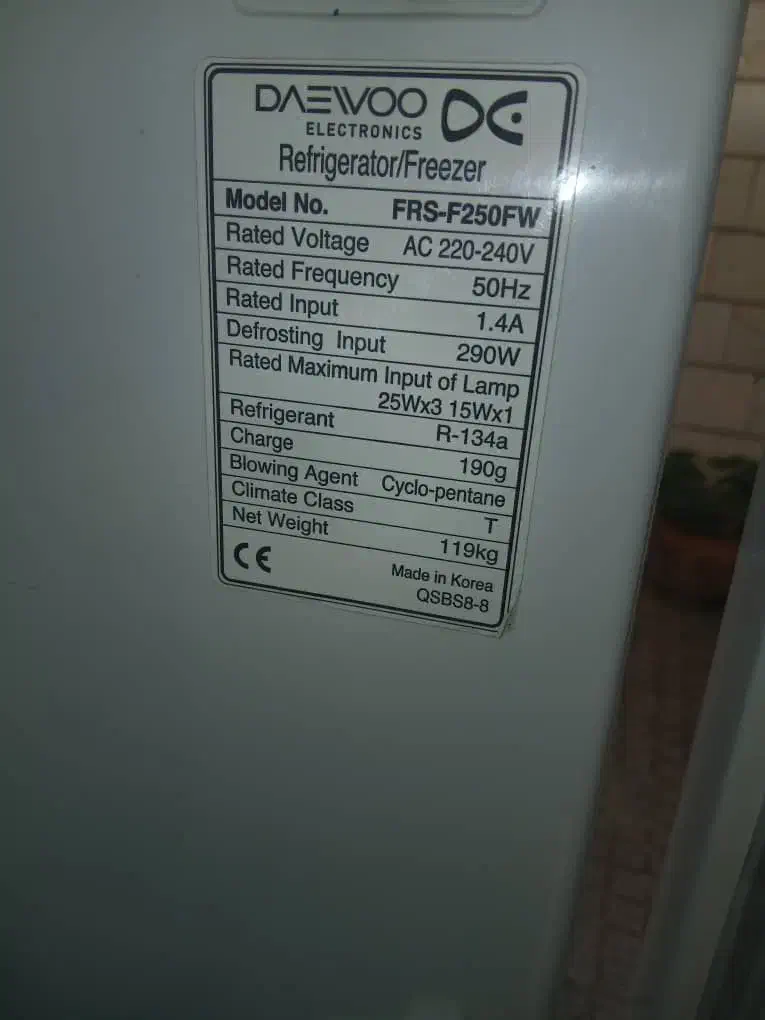 DAEWOO
ELECTRONICS
Refrigerator/Freezer
Model No. FRS-F250FW
Rated Voltage AC 220-240V
Rated Frequency 50Hz
Rated Input 1.4A
Defrosting Input 290W
Rated Maximum Input of Lamp
25Wx3 15Wx1
Refrigerant R-134a
Charge 190g
Blowing Agent Cyclo-pentane
Climate Class T
Net Weight 119kg
CE Made in Korea
QSBS8-8